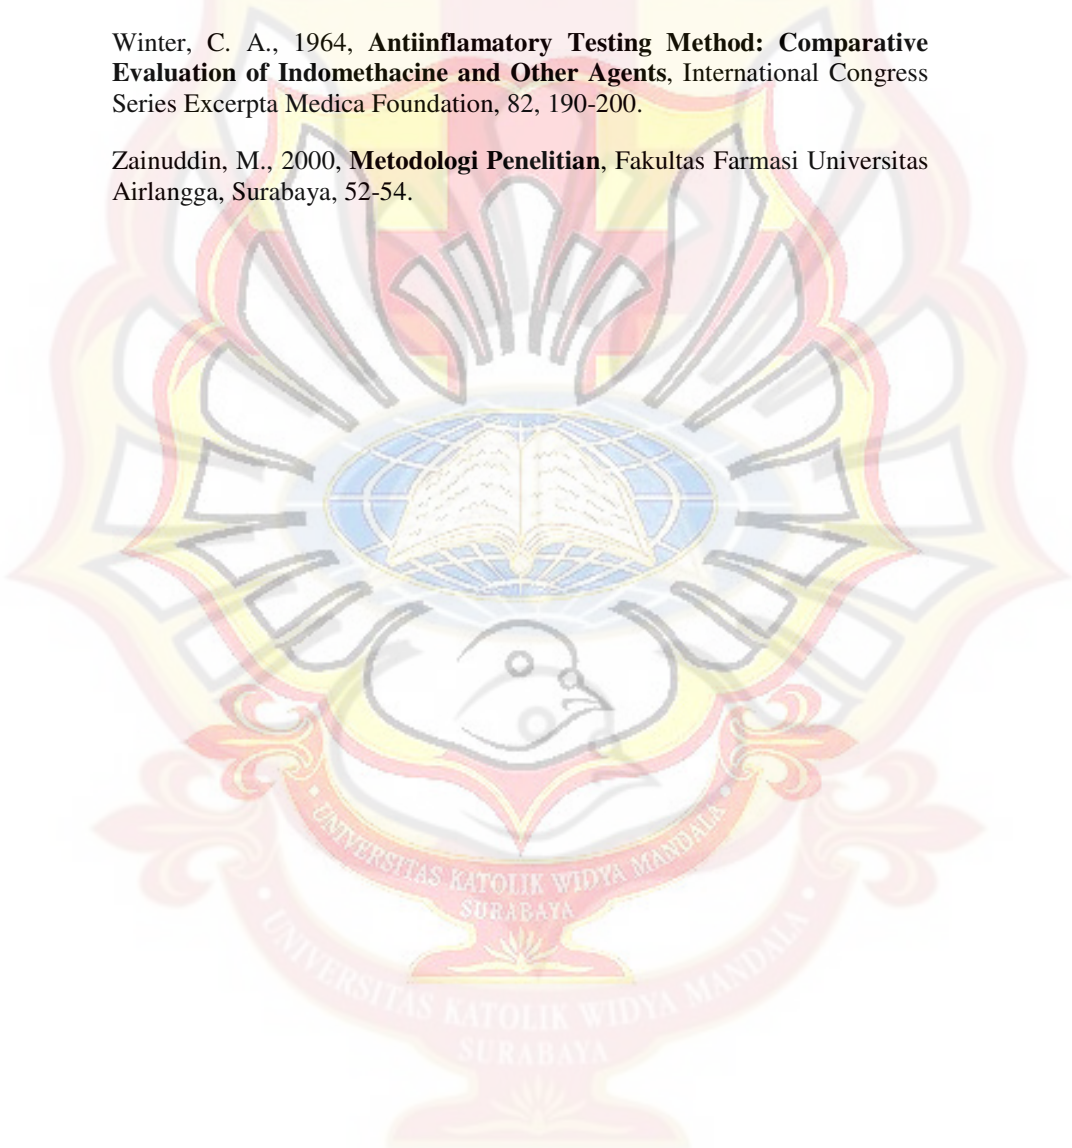 Winter, C. A., 1964, Antiinflamatory Testing Method: Comparative
Evaluation of Indomethacine and Other Agents, International Congress
Series Excerpta Medica Foundation, 82, 190-200.
Zainuddin, M., 2000, Metodologi Penelitian, Fakultas Farmasi Universitas
Airlangga, Surabaya, 52-54.
UNIVERSITAS KATOLIK WIDYA MANDALA
SURABAYA
UNIVERSITAS KATOLIK WIDYA MANDALA
SURABAYA